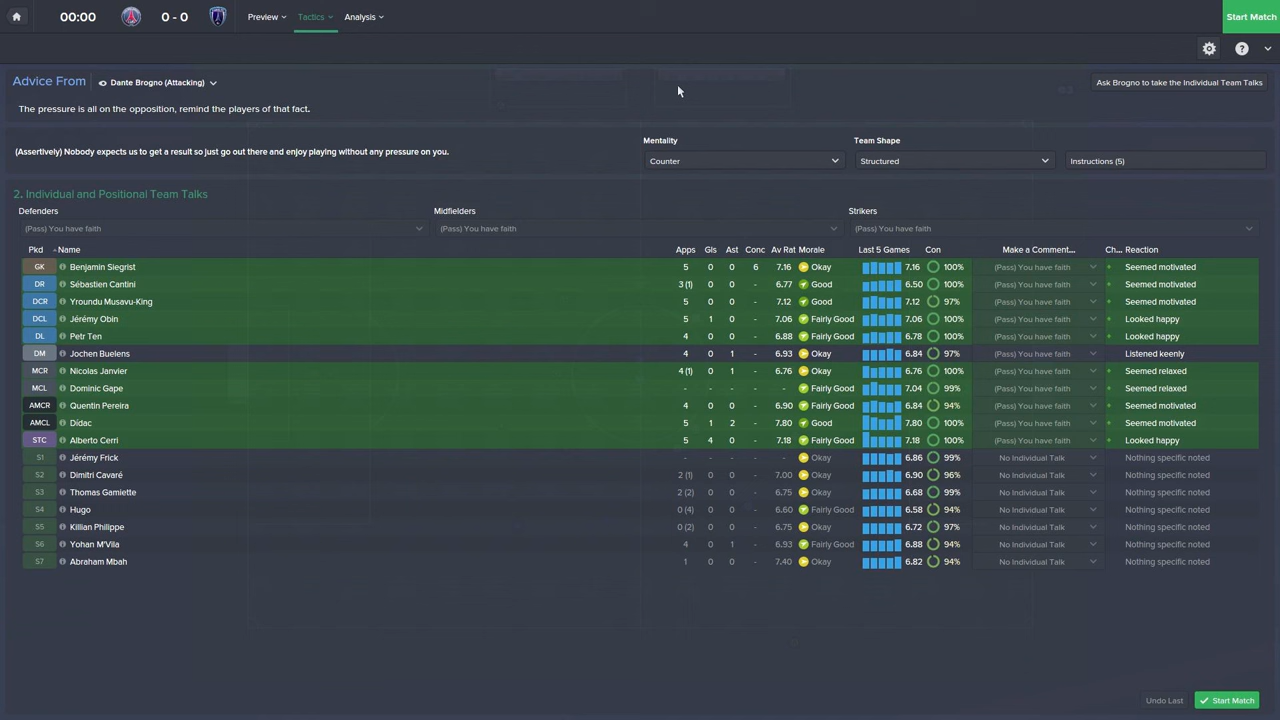 00:00 0 - 0 Preview Tactics Analysis Start Match
Advice From Dante Brogno (Attacking) Ask Brogno to take the Individual Team Talks
The pressure is all on the opposition, remind the players of that fact.
Mentality Team Shape
(Assertively) Nobody expects us to get a result so just go out there and enjoy playing without any pressure on you.
Counter Structured Instructions (5)
2. Individual and Positional Team Talks
Defenders Midfielders Strikers
(Pass) You have faith (Pass) You have faith (Pass) You have faith
Pkd Name Apps Gls Ast Conc Av Rat Morale Last 5 Games Con Make a Comment... Ch... Reaction
GK Benjamin Siegrist 5 0 0 6 7.16 Okay 7.16 100% (Pass) You have faith Seemed motivated
DR Sébastien Cantini 3 (1) 0 0 - 6.77 Good 6.50 100% (Pass) You have faith Seemed motivated
DCR Yroundu Musavu-King 5 0 0 - 7.12 Good 7.12 97% (Pass) You have faith Seemed motivated
DCL Jérémy Obin 5 1 0 - 7.06 Fairly Good 7.06 100% (Pass) You have faith Looked happy
DL Petr Ten 4 0 0 - 6.88 Fairly Good 6.78 100% (Pass) You have faith Looked happy
DM Jochen Buelens 4 0 1 - 6.93 Okay 6.84 97% (Pass) You have faith Listened keenly
MCR Nicolas Janvier 4 (1) 0 1 - 6.76 Okay 6.76 100% (Pass) You have faith Seemed relaxed
MCL Dominic Gape - - - - - Fairly Good 7.04 99% (Pass) You have faith Seemed relaxed
AMCR Quentin Pereira 4 0 0 - 6.90 Fairly Good 6.84 94% (Pass) You have faith Seemed motivated
AMCL Dídac 5 1 2 - 7.80 Good 7.80 100% (Pass) You have faith Seemed motivated
STC Alberto Cerri 5 4 0 - 7.18 Fairly Good 7.18 100% (Pass) You have faith Looked happy
S1 Jérémy Frick - - - - - Okay 6.86 99% No Individual Talk Nothing specific noted
S2 Dimitri Cavaré 2 (1) 0 0 - 7.00 Okay 6.90 96% No Individual Talk Nothing specific noted
S3 Thomas Gamiette 2 (2) 0 0 - 6.75 Okay 6.68 99% No Individual Talk Nothing specific noted
S4 Hugo 0 (4) 0 0 - 6.60 Fairly Good 6.58 94% No Individual Talk Nothing specific noted
S5 Killian Philippe 0 (2) 0 0 - 6.75 Okay 6.72 97% No Individual Talk Nothing specific noted
S6 Yohan M'Vila 4 0 1 - 6.93 Fairly Good 6.88 94% No Individual Talk Nothing specific noted
S7 Abraham Mbah 1 0 0 - 7.40 Okay 6.82 94% No Individual Talk Nothing specific noted
Undo Last Start Match